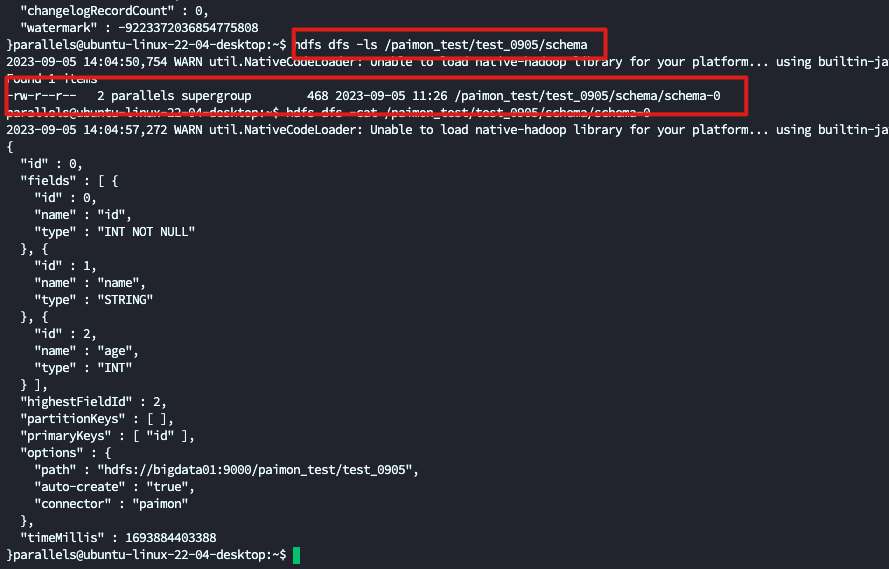 "changelogRecordCount" : 0,
  "watermark" : -9223372036854775808
}parallels@ubuntu-linux-22-04-desktop:~$ hdfs dfs -ls /paimon_test/test_0905/schema
2023-09-05 14:04:50,754 WARN util.NativeCodeLoader: Unable to load native-hadoop library for your platform... using builtin-ja
Found 1 items
-rw-r--r--   2 parallels supergroup        468 2023-09-05 11:26 /paimon_test/test_0905/schema/schema-0
parallels@ubuntu-linux-22-04-desktop:~$ hdfs dfs -cat /paimon_test/test_0905/schema/schema-0
2023-09-05 14:04:57,272 WARN util.NativeCodeLoader: Unable to load native-hadoop library for your platform... using builtin-ja
{
  "id" : 0,
  "fields" : [ {
    "id" : 0,
    "name" : "id",
    "type" : "INT NOT NULL"
  }, {
    "id" : 1,
    "name" : "name",
    "type" : "STRING"
  }, {
    "id" : 2,
    "name" : "age",
    "type" : "INT"
  } ],
  "highestFieldId" : 2,
  "partitionKeys" : [ ],
  "primaryKeys" : [ "id" ],
  "options" : {
    "path" : "hdfs://bigdata01:9000/paimon_test/test_0905",
    "auto-create" : "true",
    "connector" : "paimon"
  },
  "timeMillis" : 1693884403388
}parallels@ubuntu-linux-22-04-desktop:~$